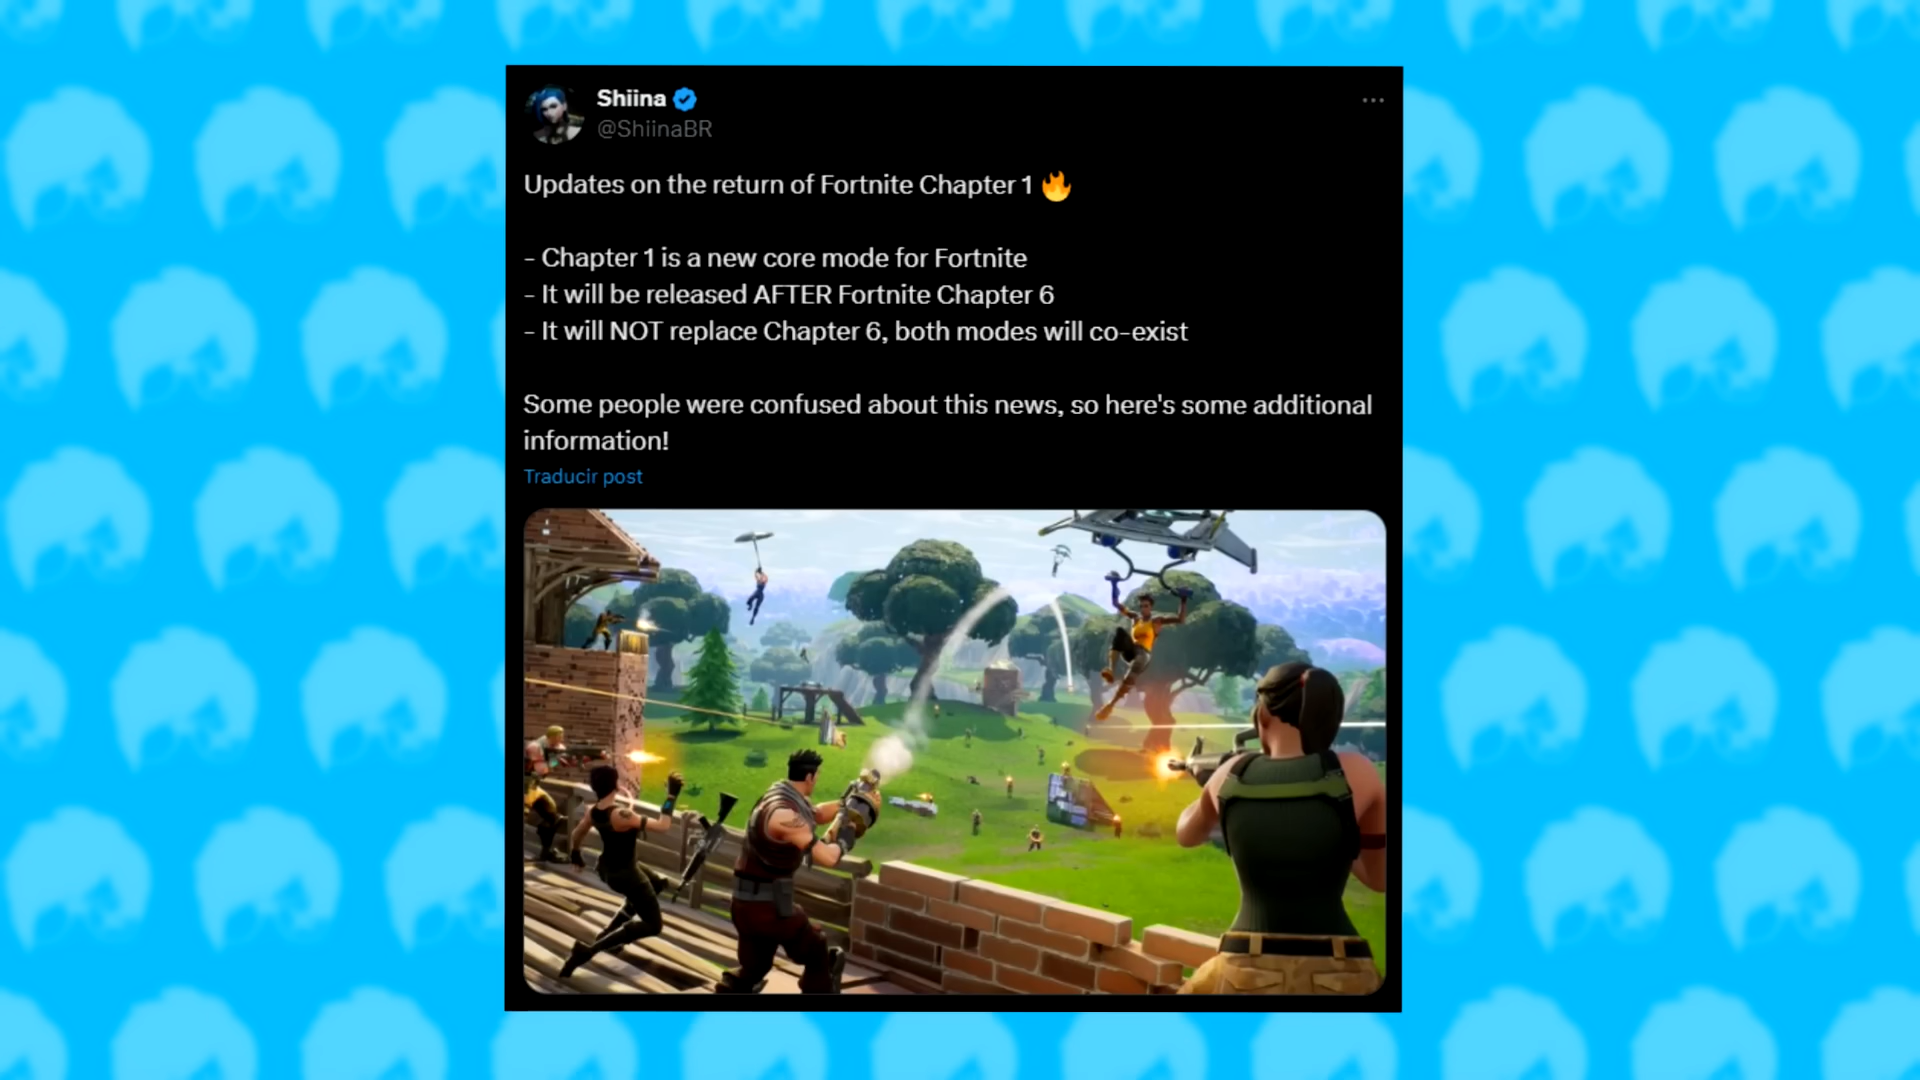 Shiina
@ShiinaBR
Updates on the return of Fortnite Chapter 1 🔥
- Chapter 1 is a new core mode for Fortnite
- It will be released AFTER Fortnite Chapter 6
- It will NOT replace Chapter 6, both modes will co-exist
Some people were confused about this news, so here's some additional
information!
Traducir post